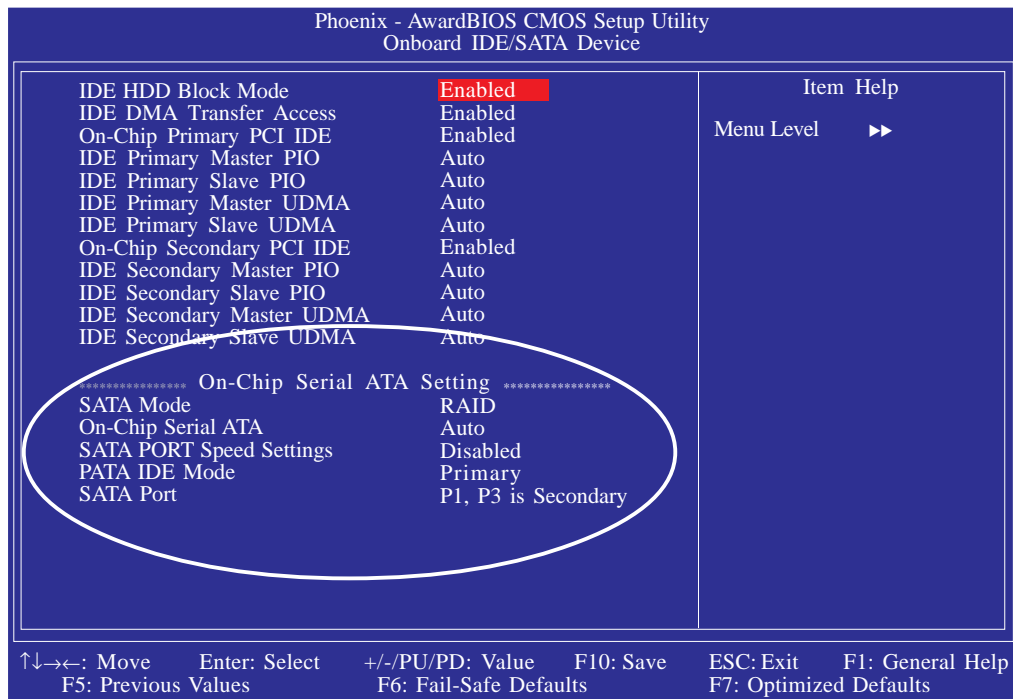 Phoenix - AwardBIOS CMOS Setup Utility
Onboard IDE/SATA Device
IDE HDD Block Mode Enabled
IDE DMA Transfer Access Enabled
On-Chip Primary PCI IDE Enabled
IDE Primary Master PIO Auto
IDE Primary Slave PIO Auto
IDE Primary Master UDMA Auto
IDE Primary Slave UDMA Auto
On-Chip Secondary PCI IDE Enabled
IDE Secondary Master PIO Auto
IDE Secondary Slave PIO Auto
IDE Secondary Master UDMA Auto
IDE Secondary Slave UDMA Auto
**************** On-Chip Serial ATA Setting ****************
SATA Mode RAID
On-Chip Serial ATA Auto
SATA PORT Speed Settings Disabled
PATA IDE Mode Primary
SATA Port P1, P3 is Secondary
Item Help
Menu Level ▶▶
↑↓→←: Move Enter: Select +/-/PU/PD: Value F10: Save ESC: Exit F1: General Help
F5: Previous Values F6: Fail-Safe Defaults F7: Optimized Defaults